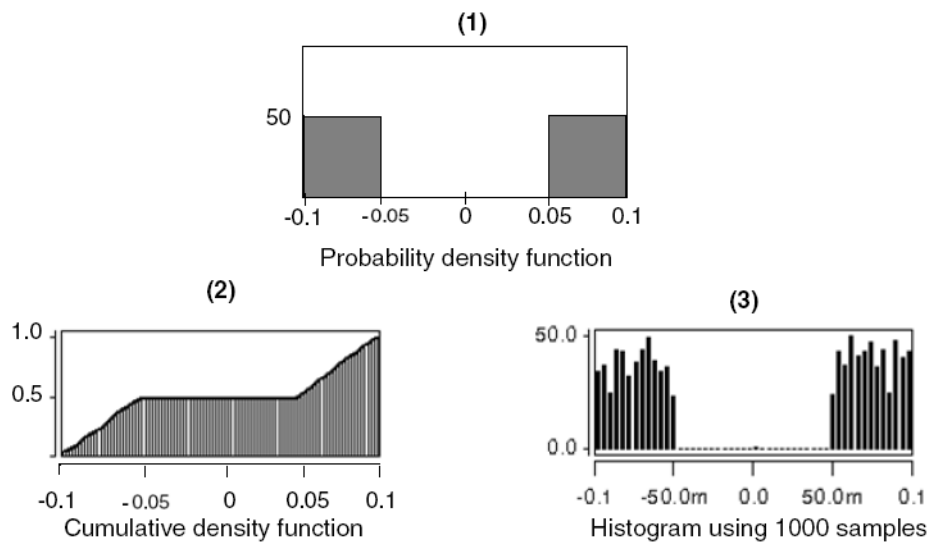 (1)
50
-0.1 -0.05 0 0.05 0.1
Probability density function
(2)
1.0
0.5
-0.1 -0.05 0 0.05 0.1
Cumulative density function
(3)
50.0
0.0
-0.1 -50.0m 0.0 50.0m 0.1
Histogram using 1000 samples